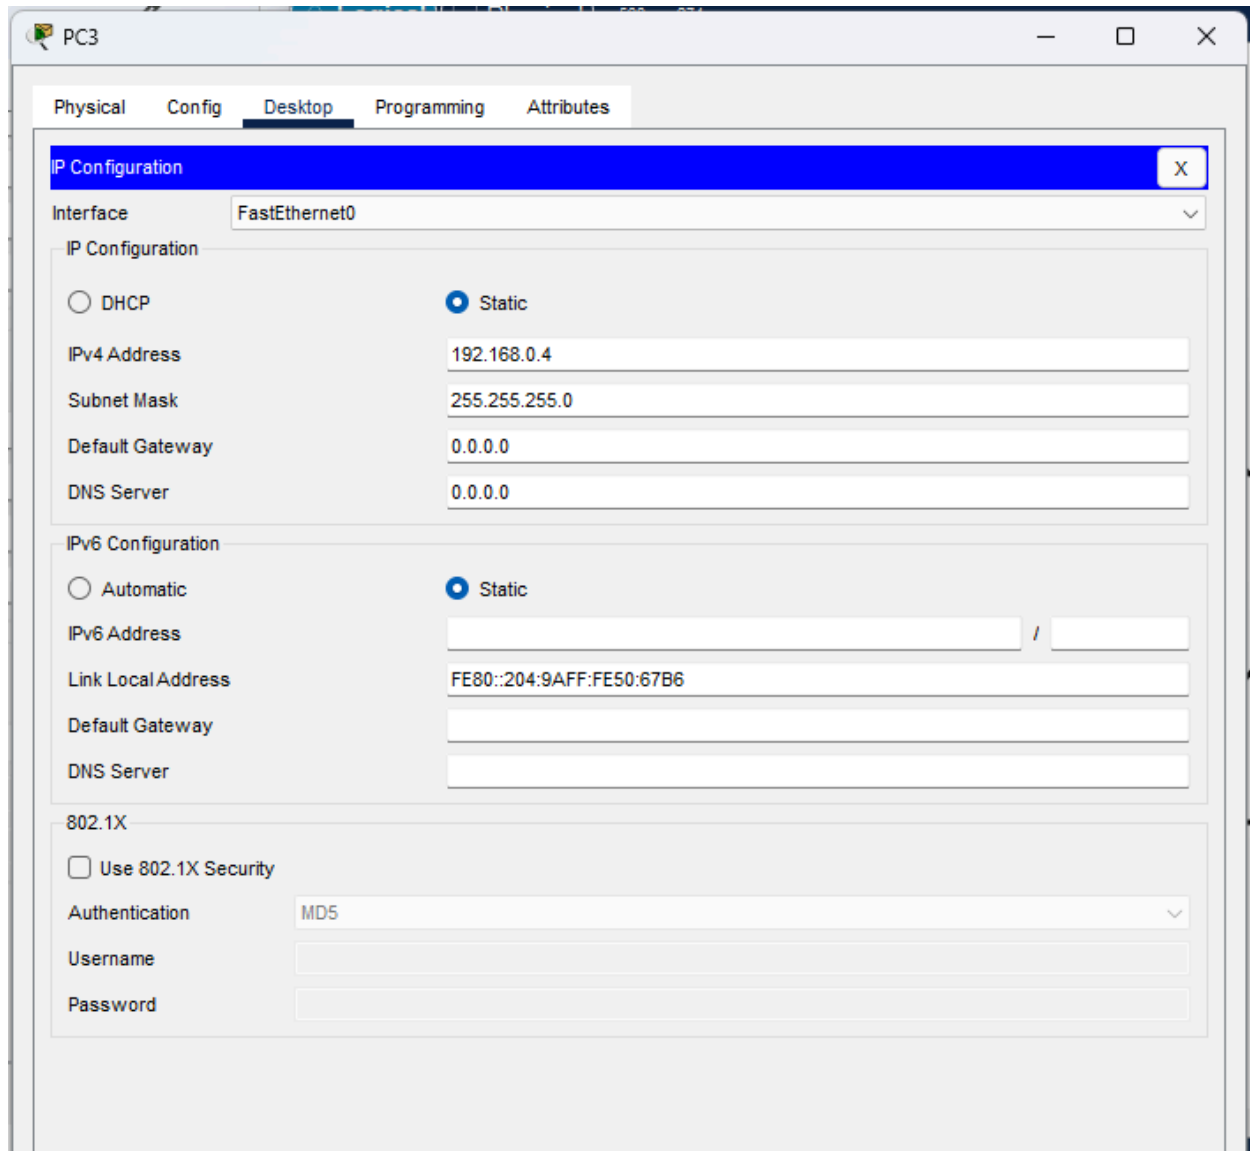 PC3
Physical Config Desktop Programming Attributes
IP Configuration X
Interface FastEthernet0
IP Configuration
DHCP Static
IPv4 Address 192.168.0.4
Subnet Mask 255.255.255.0
Default Gateway 0.0.0.0
DNS Server 0.0.0.0
IPv6 Configuration
Automatic Static
IPv6 Address /
Link Local Address FE80::204:9AFF:FE50:67B6
Default Gateway
DNS Server
802.1X
Use 802.1X Security
Authentication MD5
Username
Password